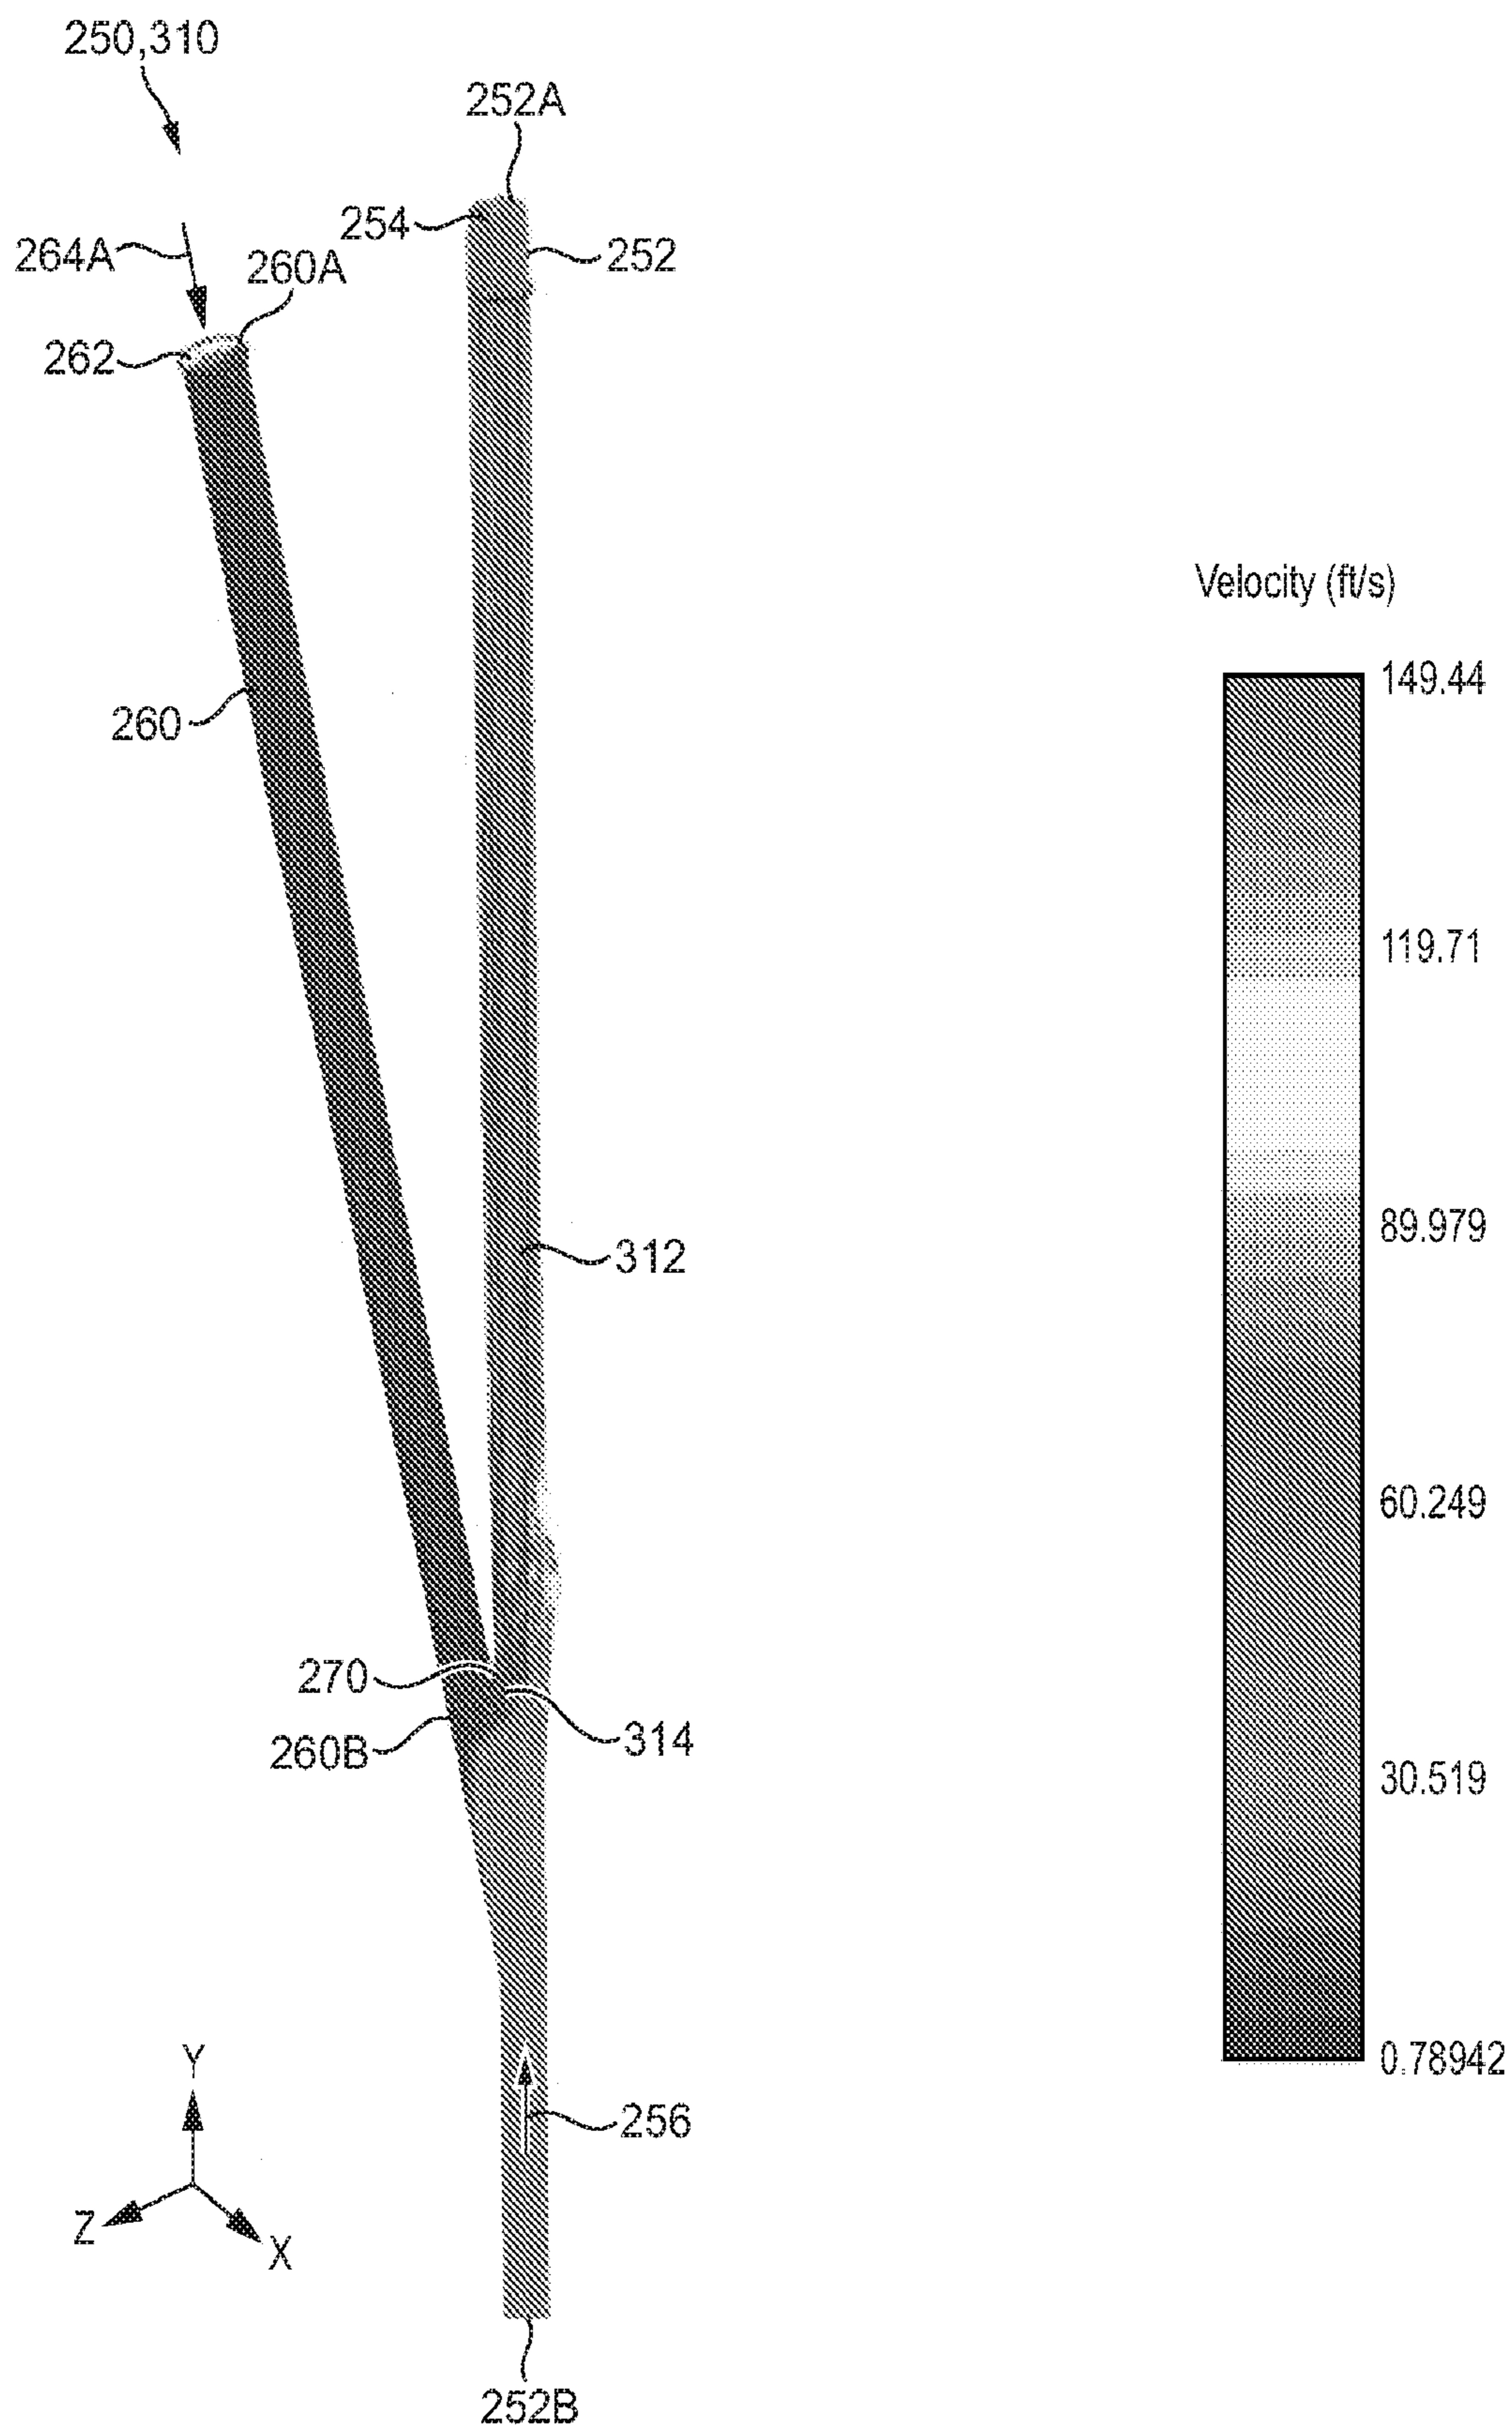 250,310
252A
254
264A
260A
252
262
Velocity (ft/s)
149.44
260
119.71
89.979
312
60.249
270
314
260B
30.519
Y
0.78942
256
Z
X
252B